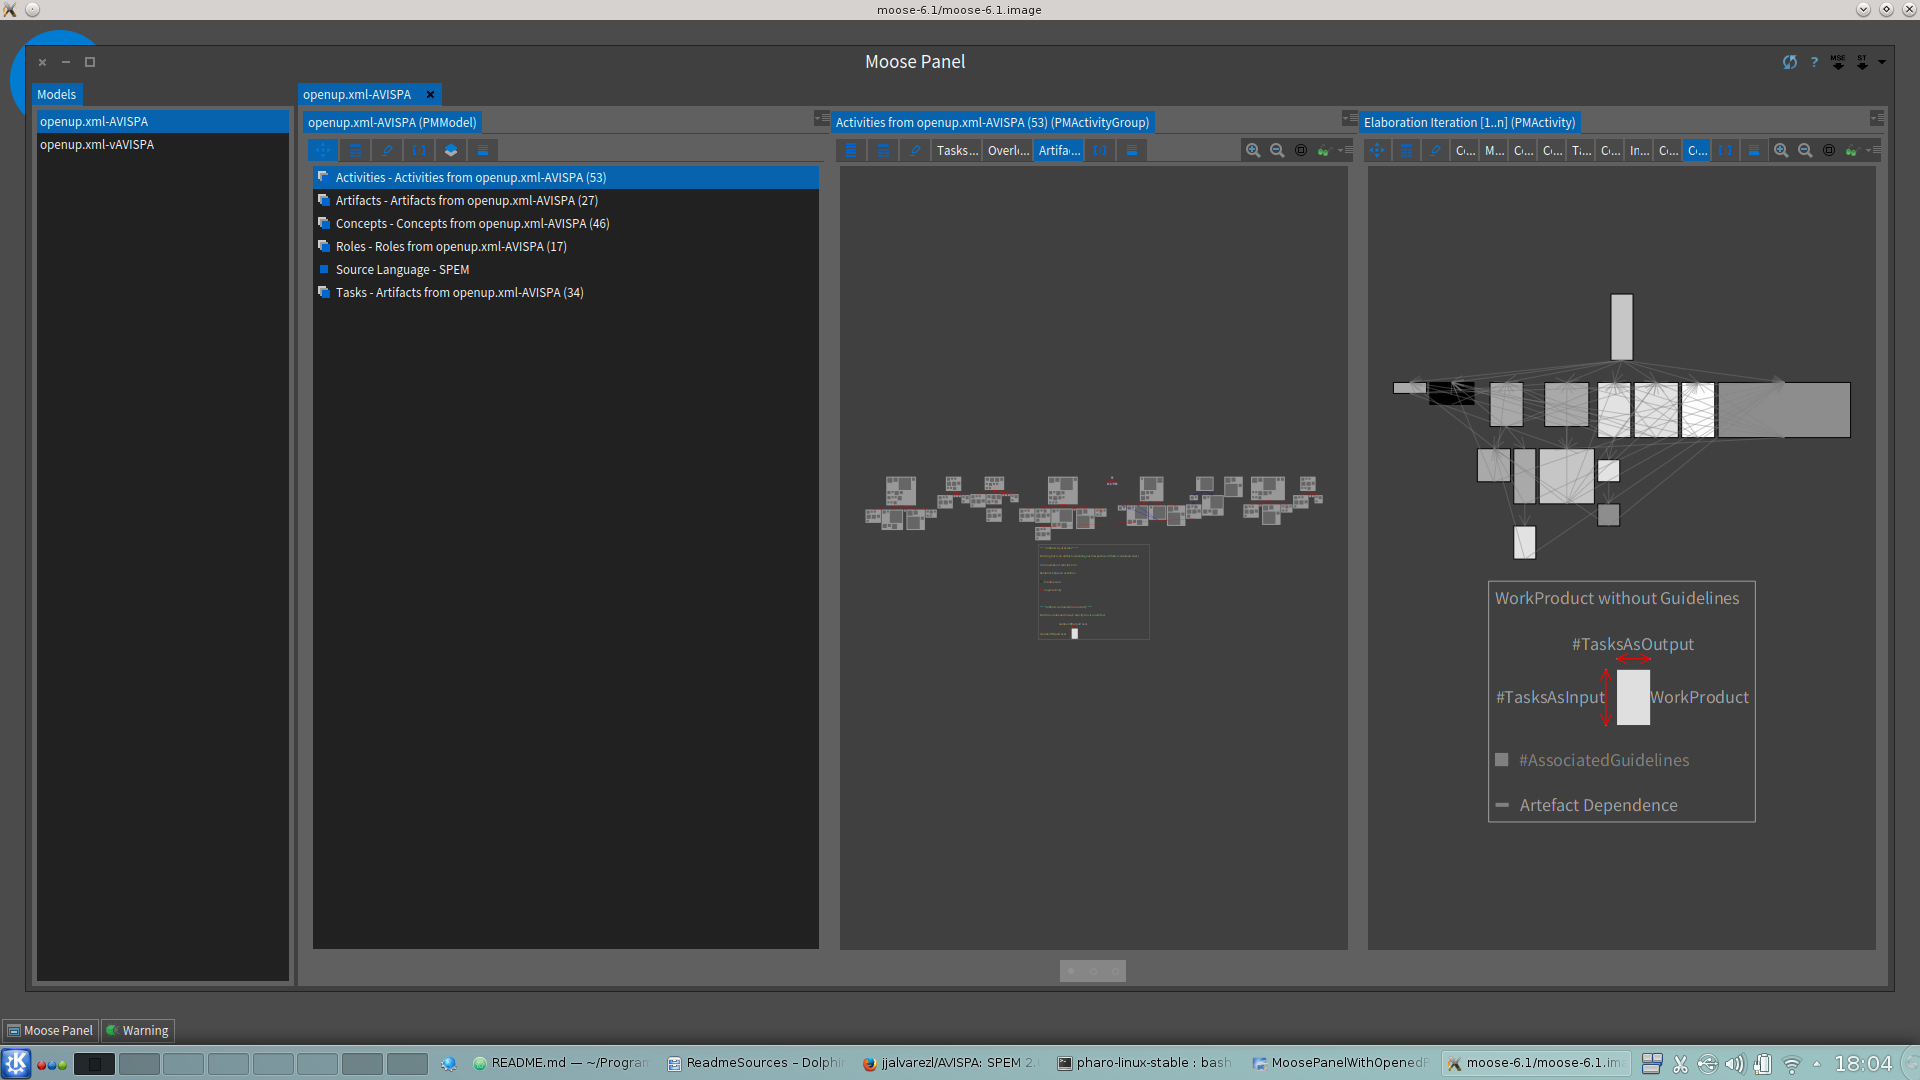 moose-6.1/moose-6.1.image
Moose Panel
? MSE ST
Models
openup.xml-AVISPA
openup.xml-AVISPA
openup.xml-vAVISPA
openup.xml-AVISPA (PMModel)
Activities - Activities from openup.xml-AVISPA (53)
Artifacts - Artifacts from openup.xml-AVISPA (27)
Concepts - Concepts from openup.xml-AVISPA (46)
Roles - Roles from openup.xml-AVISPA (17)
Source Language - SPEM
Tasks - Artifacts from openup.xml-AVISPA (34)
Activities from openup.xml-AVISPA (53) (PMActivityGroup)
Tasks... Overl... Artifa...
Elaboration Iteration [1..n] (PMActivity)
C... M... C... C... T... C... In... C... C...
WorkProduct without Guidelines
#TasksAsOutput
#TasksAsInput WorkProduct
#AssociatedGuidelines
Artefact Dependence
Moose Panel Warning
README.md — ~/Program ReadmeSources – Dolphin jjalvarezl/AVISPA: SPEM 2. pharo-linux-stable : bash MoosePanelWithOpenedP moose-6.1/moose-6.1.im 18:04